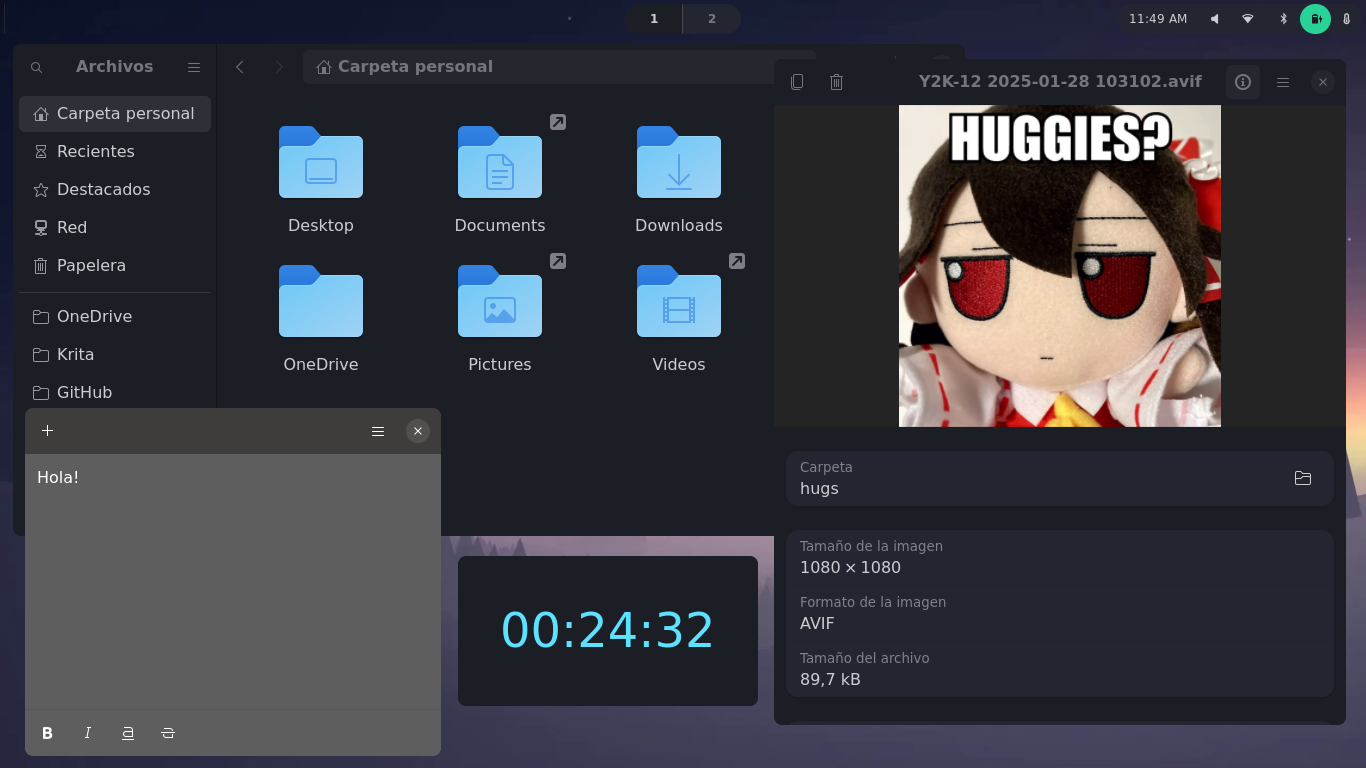 1 2
11:49 AM
Archivos
Carpeta personal
Carpeta personal
Recientes
Destacados
Red
Papelera
OneDrive
Krita
GitHub
Desktop
Documents
Downloads
OneDrive
Pictures
Videos
Y2K-12 2025-01-28 103102.avif
HUGGIES?
Carpeta
hugs
Tamaño de la imagen
1080 × 1080
Formato de la imagen
AVIF
Tamaño del archivo
89,7 kB
Hola!
B I a S
00:24:32